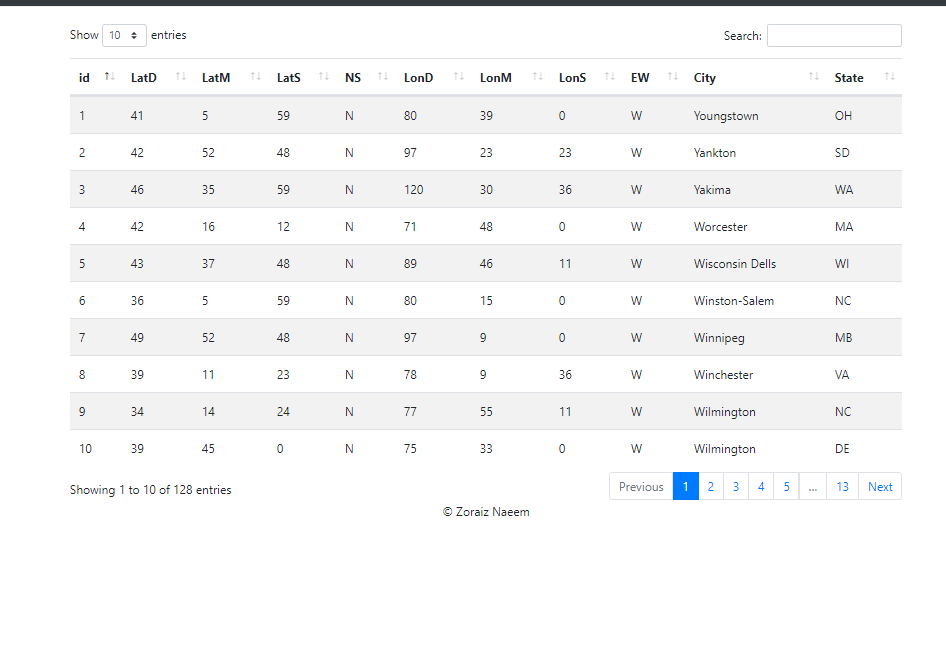 Show 10 entries Search:
id LatD LatM LatS NS LonD LonM LonS EW City State
1 41 5 59 N 80 39 0 W Youngstown OH
2 42 52 48 N 97 23 23 W Yankton SD
3 46 35 59 N 120 30 36 W Yakima WA
4 42 16 12 N 71 48 0 W Worcester MA
5 43 37 48 N 89 46 11 W Wisconsin Dells WI
6 36 5 59 N 80 15 0 W Winston-Salem NC
7 49 52 48 N 97 9 0 W Winnipeg MB
8 39 11 23 N 78 9 36 W Winchester VA
9 34 14 24 N 77 55 11 W Wilmington NC
10 39 45 0 N 75 33 0 W Wilmington DE
Showing 1 to 10 of 128 entries Previous 1 2 3 4 5 ... 13 Next
© Zoraiz Naeem